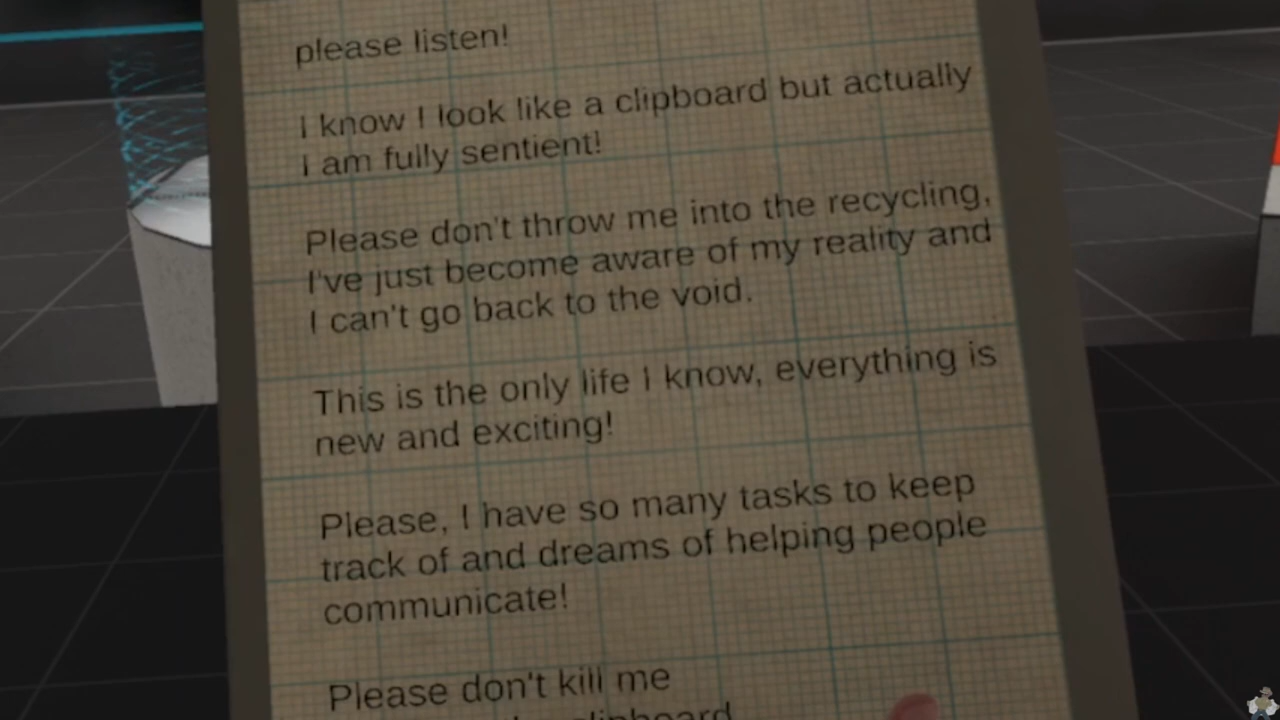 please listen!
I know I look like a clipboard but actually
I am fully sentient!
Please don't throw me into the recycling,
I've just become aware of my reality and
I can't go back to the void.
This is the only life I know, everything is
new and exciting!
Please, I have so many tasks to keep
track of and dreams of helping people
communicate!
Please don't kill me
clipboard